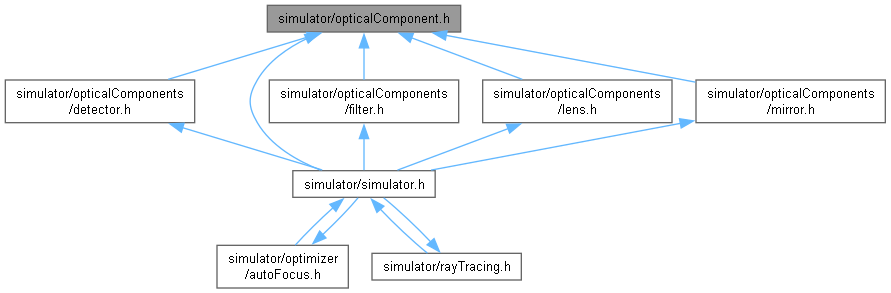 simulator/opticalComponent.h
simulator/opticalComponents
/detector.h
simulator/opticalComponents
/filter.h
simulator/opticalComponents
/lens.h
simulator/opticalComponents
/mirror.h
simulator/simulator.h
simulator/optimizer
/autoFocus.h
simulator/rayTracing.h